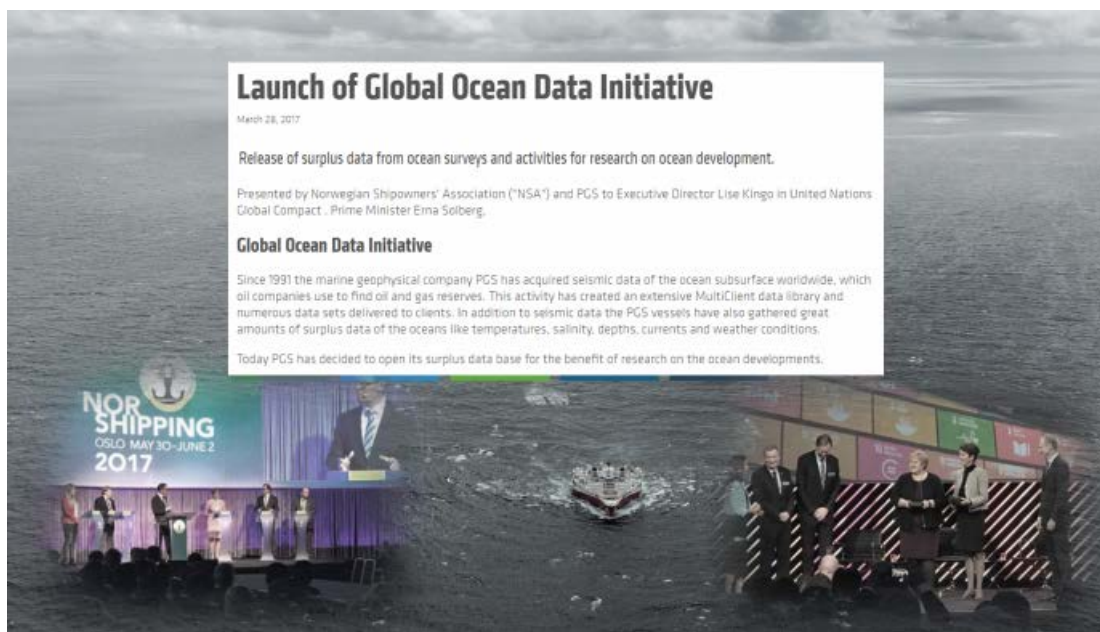 Launch of Global Ocean Data Initiative
March 28, 2017
Release of surplus data from ocean surveys and activities for research on ocean development.
Presented by Norwegian Shipowners' Association ("NSA") and PGS to Executive Director Lise Kingo in United Nations
Global Compact . Prime Minister Erna Solberg.
Global Ocean Data Initiative
Since 1991 the marine geophysical company PGS has acquired seismic data of the ocean subsurface worldwide, which
oil companies use to find oil and gas reserves. This activity has created an extensive MultiClient data library and
numerous data sets delivered to clients. In addition to seismic data the PGS vessels have also gathered great
amounts of surplus data of the oceans like temperatures, salinity, depths, currents and weather conditions.
Today PGS has decided to open its surplus data base for the benefit of research on the ocean developments.
NOR
SHIPPING
OSLO MAY 30-JUNE 2
2017